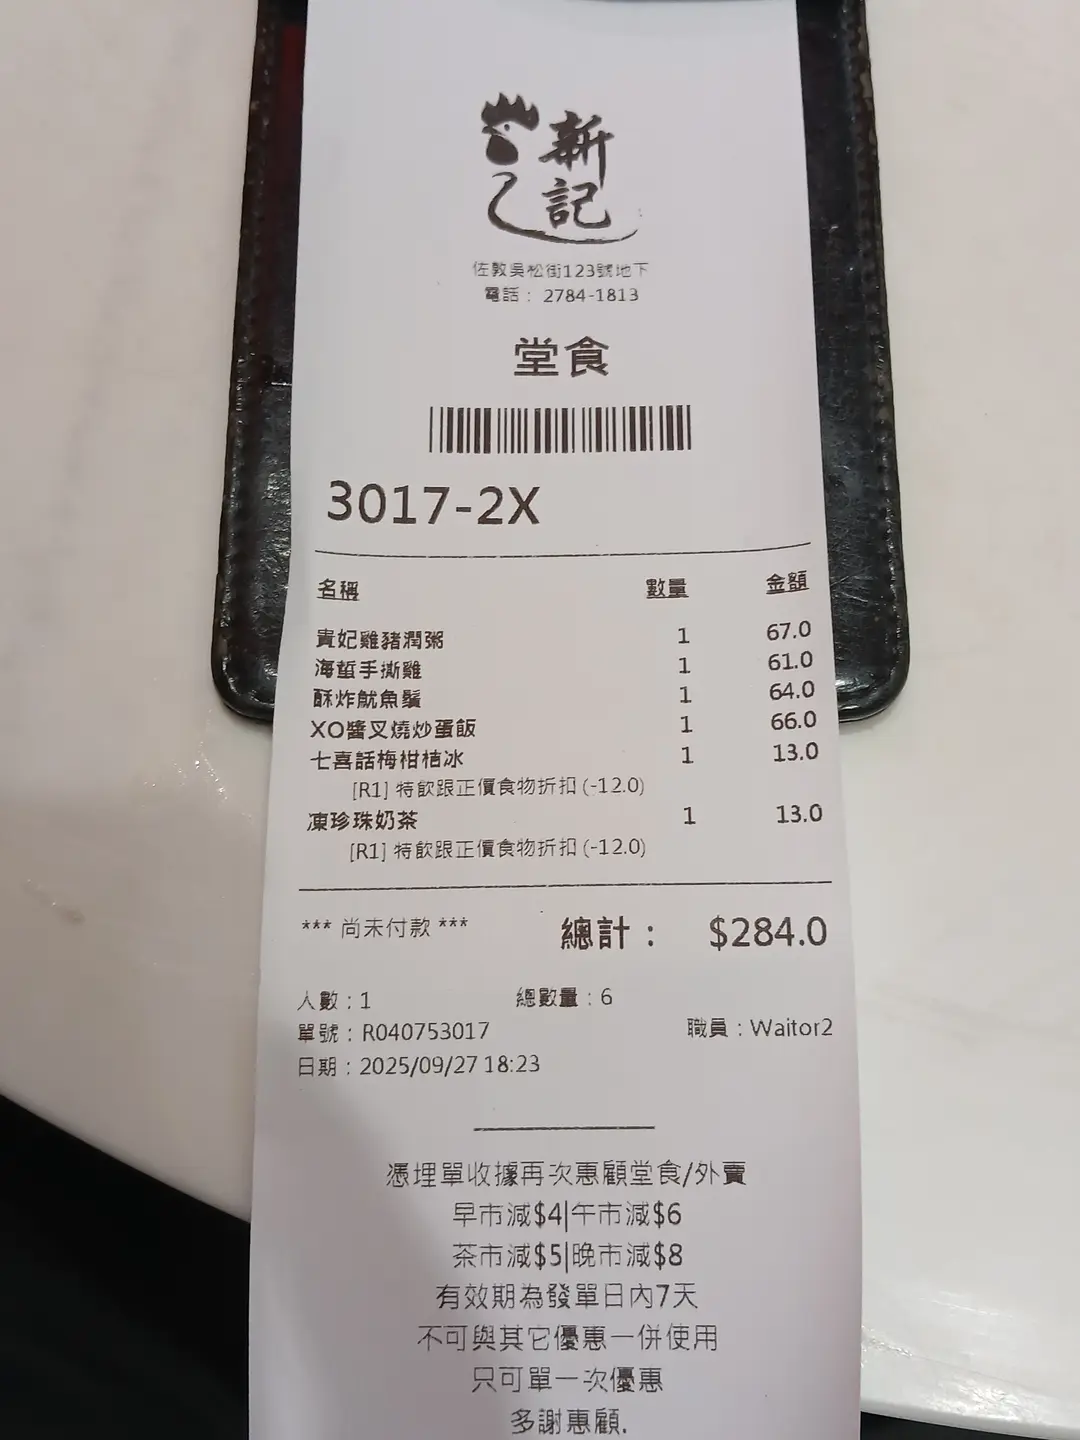 新
記
佐敦吳松街123號地下
電話： 2784-1813
堂食
3017-2X
名稱 數量 金額
貴妃雞豬潤粥 1 67.0
海蜇手撕雞 1 61.0
酥炸魷魚鬚 1 64.0
XO醬叉燒炒蛋飯 1 66.0
七喜話梅柑桔冰 1 13.0
[R1] 特飲跟正價食物折扣 (-12.0)
凍珍珠奶茶 1 13.0
[R1] 特飲跟正價食物折扣 (-12.0)
*** 尚未付款 *** 總計： $284.0
人數：1 總數量：6
單號：R040753017 職員：Waitor2
日期：2025/09/27 18:23
憑埋單收據再次惠顧堂食/外賣
早市減$4|午市減$6
茶市減$5|晚市減$8
有效期為發單日內7天
不可與其它優惠一併使用
只可單一次優惠
多謝惠顧.